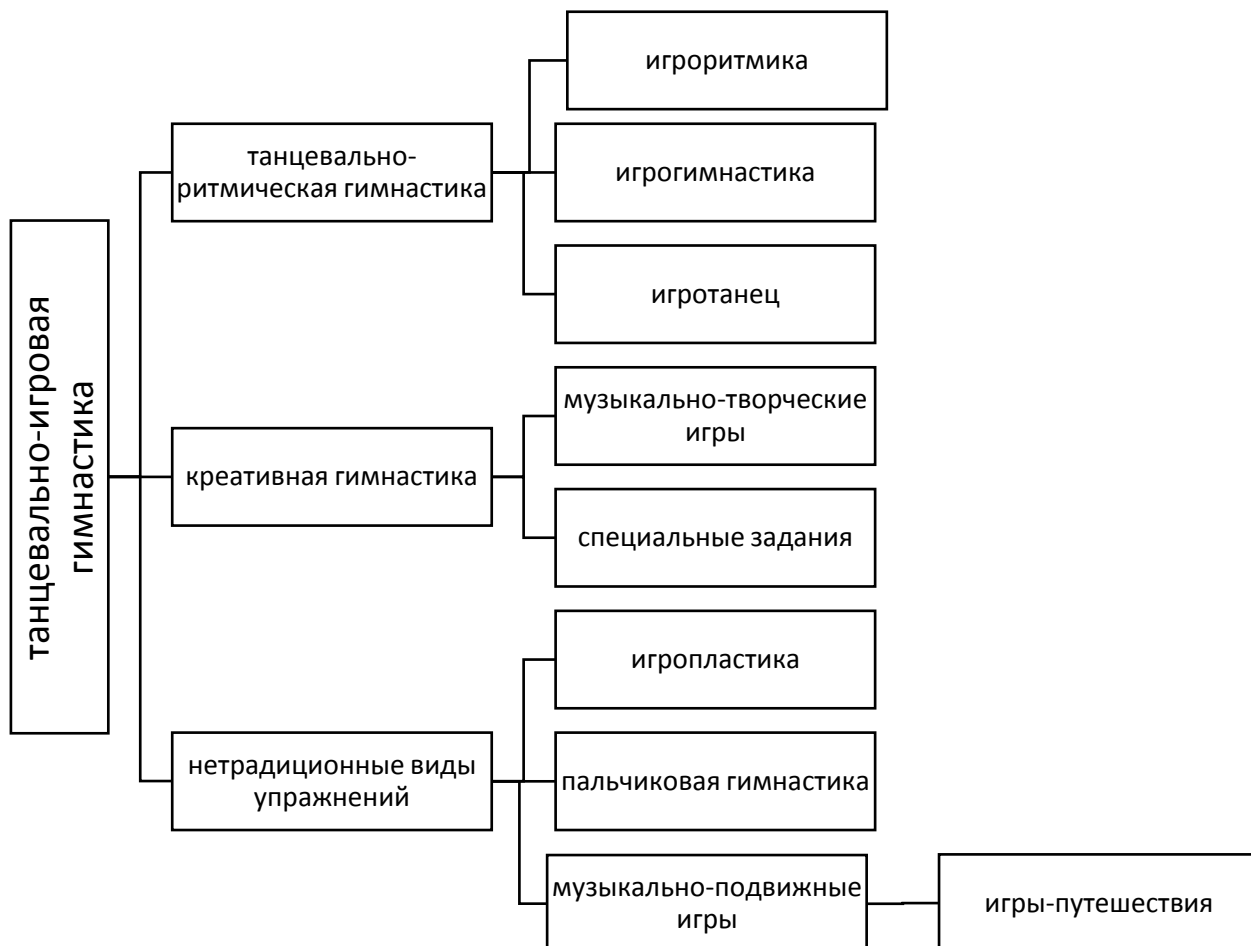 танцевально-игровая
гимнастика
танцевально-
ритмическая гимнастика
игроритмика
игрогимнастика
игротанец
креативная гимнастика
музыкально-творческие
игры
специальные задания
нетрадиционные виды
упражнений
игропластика
пальчиковая гимнастика
музыкально-подвижные
игры
игры-путешествия